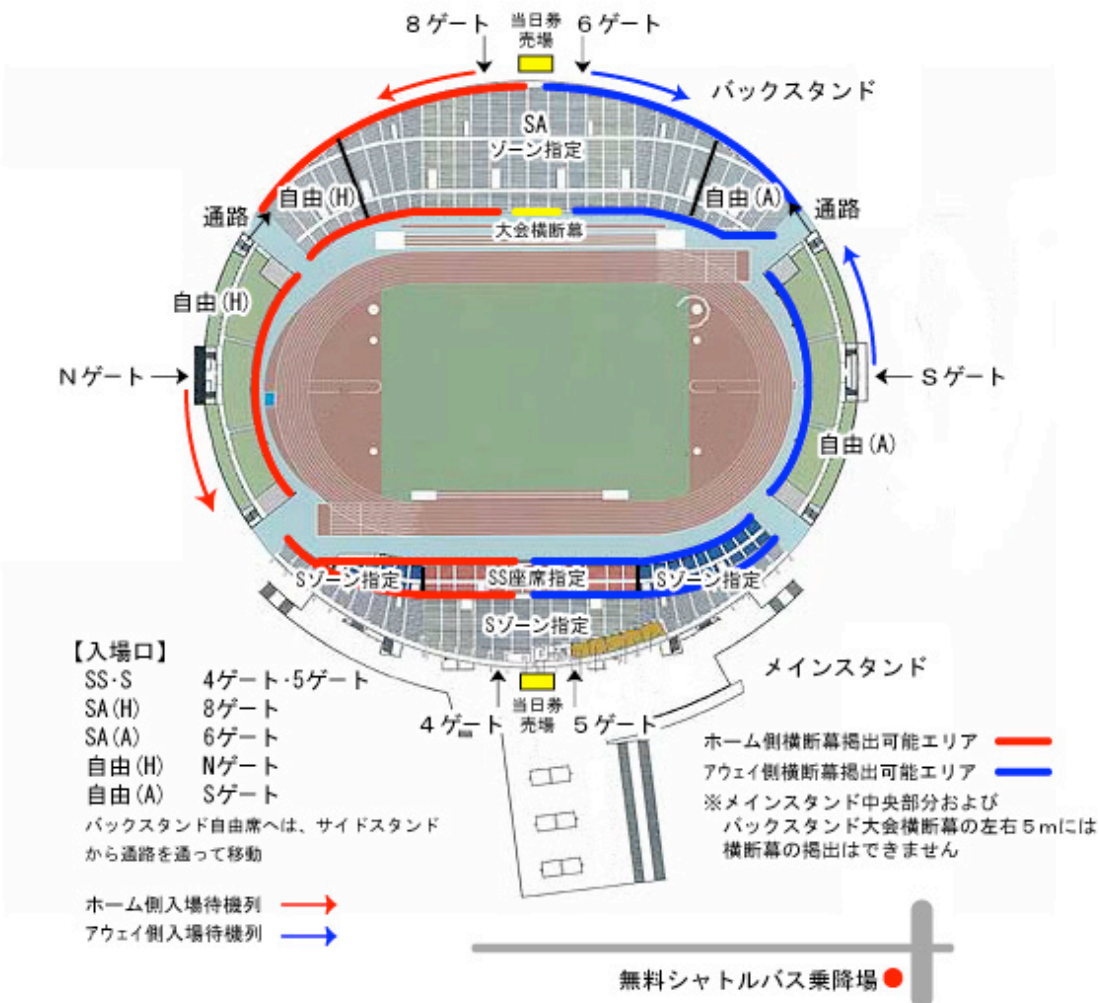 8ゲート
当日券
売場
6ゲート
バックスタンド
SA
ゾーン指定
自由(H)
自由(A)
通路
通路
大会横断幕
自由(H)
Nゲート
Sゲート
自由(A)
Sゾーン指定
SS座席指定
Sゾーン指定
Sゾーン指定
メインスタンド
4ゲート
当日券
売場
5ゲート
【入場口】
SS·S 4ゲート·5ゲート
SA(H) 8ゲート
SA(A) 6ゲート
自由(H) Nゲート
自由(A) Sゲート
バックスタンド自由席へは、サイドスタンド
から通路を通って移動
ホーム側入場待機列
アウェイ側入場待機列
ホーム側横断幕掲出可能エリア
アウェイ側横断幕掲出可能エリア
※メインスタンド中央部分および
バックスタンド大会横断幕の左右5mには
横断幕の掲出はできません
無料シャトルバス乗降場